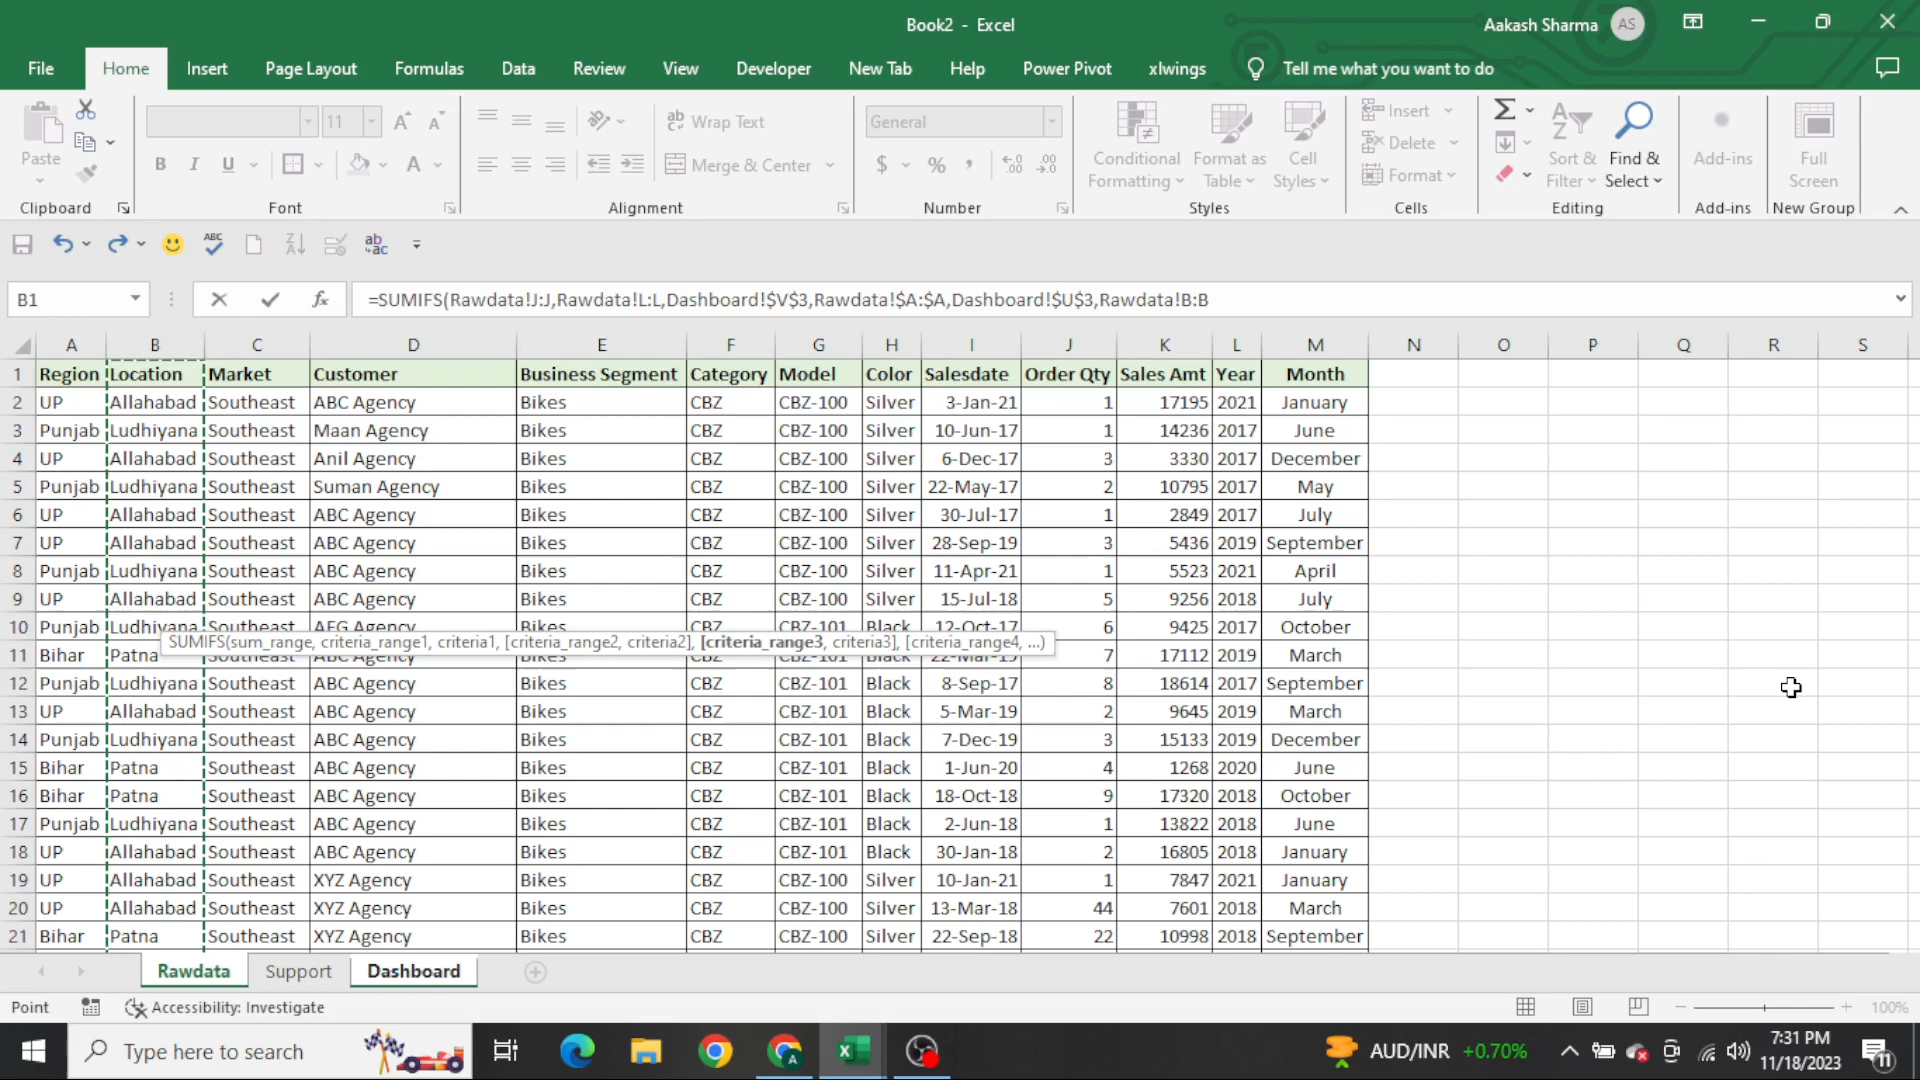 Book2 - Excel
Aakash Sharma AS
File Home Insert Page Layout Formulas Data Review View Developer New Tab Help Power Pivot xlwings Tell me what you want to do
Paste
Clipboard
11
B I U
Font
Wrap Text
Merge & Center
Alignment
General
$ % ,
Number
Conditional Formatting
Format as Table
Cell Styles
Styles
Insert
Delete
Format
Cells
Sort & Filter
Find & Select
Editing
Add-ins
Add-ins
Full Screen
New Group
B1 fx =SUMIFS(Rawdata!J:J,Rawdata!L:L,Dashboard!$V$3,Rawdata!$A:$A,Dashboard!$U$3,Rawdata!B:B
A B C D E F G H I J K L M N O P Q R S
1 Region Location Market Customer Business Segment Category Model Color Salesdate Order Qty Sales Amt Year Month
2 UP Allahabad Southeast ABC Agency Bikes CBZ CBZ-100 Silver 3-Jan-21 1 17195 2021 January
3 Punjab Ludhiyana Southeast Maan Agency Bikes CBZ CBZ-100 Silver 10-Jun-17 1 14236 2017 June
4 UP Allahabad Southeast Anil Agency Bikes CBZ CBZ-100 Silver 6-Dec-17 3 3330 2017 December
5 Punjab Ludhiyana Southeast Suman Agency Bikes CBZ CBZ-100 Silver 22-May-17 2 10795 2017 May
6 UP Allahabad Southeast ABC Agency Bikes CBZ CBZ-100 Silver 30-Jul-17 1 2849 2017 July
7 UP Allahabad Southeast ABC Agency Bikes CBZ CBZ-100 Silver 28-Sep-19 3 5436 2019 September
8 Punjab Ludhiyana Southeast ABC Agency Bikes CBZ CBZ-100 Silver 11-Apr-21 1 5523 2021 April
9 UP Allahabad Southeast ABC Agency Bikes CBZ CBZ-100 Silver 15-Jul-18 5 9256 2018 July
10 Punjab Ludhiyana Southeast AFG Agency Bikes CBZ CBZ-101 Black 12-Oct-17 6 9425 2017 October
SUMIFS(sum_range, criteria_range1, criteria1, [criteria_range2, criteria2], [criteria_range3, criteria3], [criteria_range4, ...)
11 Bihar Patna 7 17112 2019 March
12 Punjab Ludhiyana Southeast ABC Agency Bikes CBZ CBZ-101 Black 8-Sep-17 8 18614 2017 September
13 UP Allahabad Southeast ABC Agency Bikes CBZ CBZ-101 Black 5-Mar-19 2 9645 2019 March
14 Punjab Ludhiyana Southeast ABC Agency Bikes CBZ CBZ-101 Black 7-Dec-19 3 15133 2019 December
15 Bihar Patna Southeast ABC Agency Bikes CBZ CBZ-101 Black 1-Jun-20 4 1268 2020 June
16 Bihar Patna Southeast ABC Agency Bikes CBZ CBZ-101 Black 18-Oct-18 9 17320 2018 October
17 Punjab Ludhiyana Southeast ABC Agency Bikes CBZ CBZ-101 Black 2-Jun-18 1 13822 2018 June
18 UP Allahabad Southeast ABC Agency Bikes CBZ CBZ-101 Black 30-Jan-18 2 16805 2018 January
19 UP Allahabad Southeast XYZ Agency Bikes CBZ CBZ-100 Silver 10-Jan-21 1 7847 2021 January
20 UP Allahabad Southeast XYZ Agency Bikes CBZ CBZ-100 Silver 13-Mar-18 44 7601 2018 March
21 Bihar Patna Southeast XYZ Agency Bikes CBZ CBZ-100 Silver 22-Sep-18 22 10998 2018 September
Rawdata Support Dashboard
Point Accessibility: Investigate 100%
Type here to search
AUD/INR +0.70%
7:31 PM
11/18/2023
11